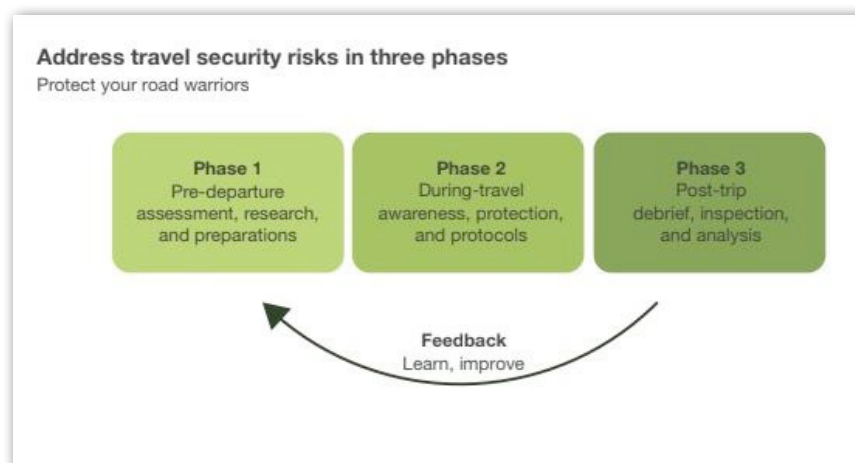 Address travel security risks in three phases
Protect your road warriors
Phase 1
Pre-departure
assessment, research,
and preparations
Phase 2
During-travel
awareness, protection,
and protocols
Phase 3
Post-trip
debrief, inspection,
and analysis
Feedback
Learn, improve